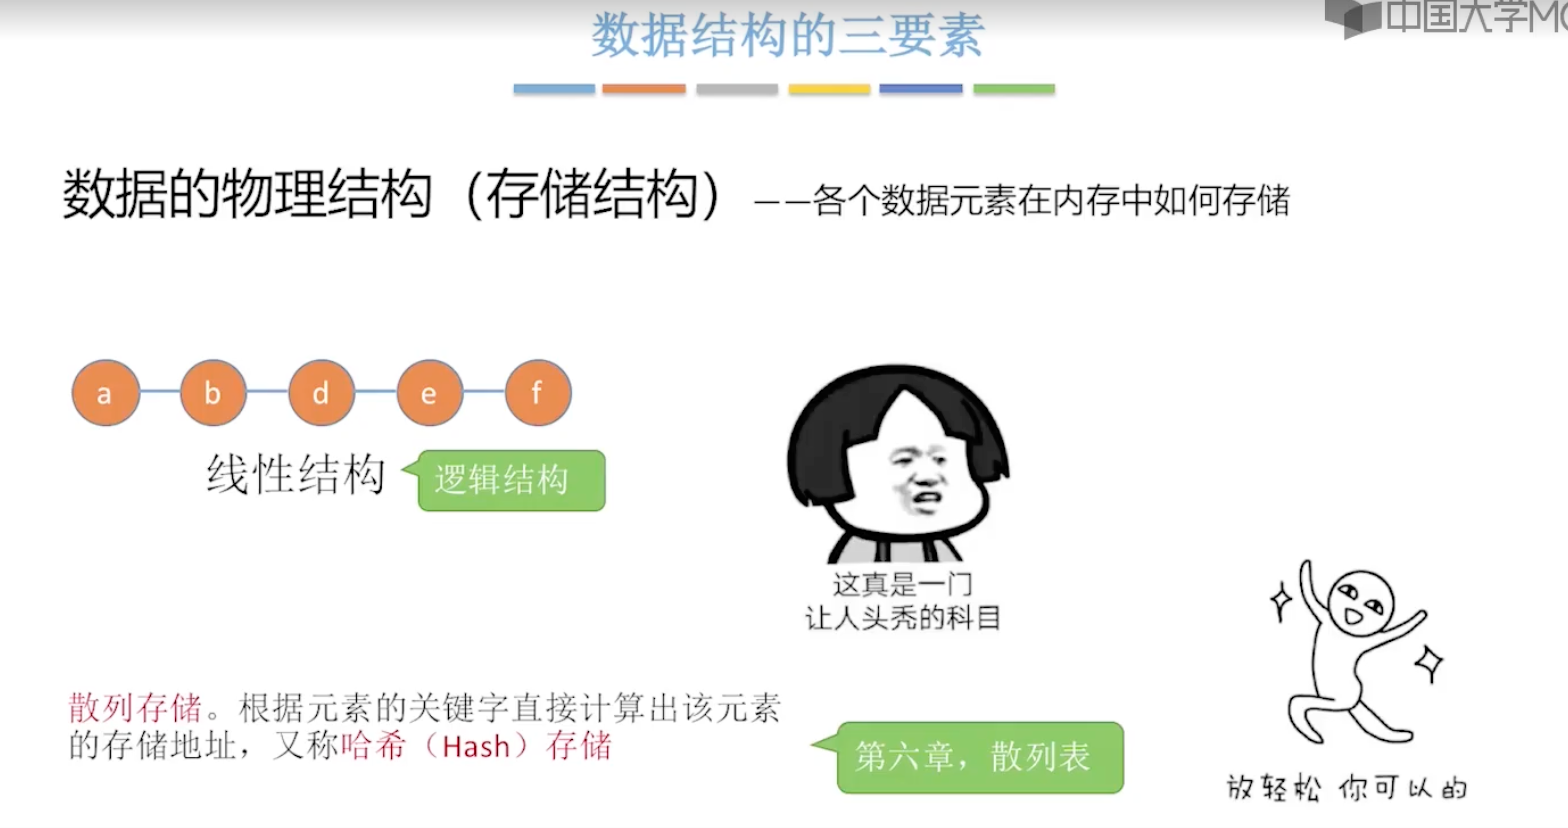 中国大学MO
数据结构的三要素
数据的物理结构（存储结构）——各个数据元素在内存中如何存储
a b d e f
线性结构
逻辑结构
这真是一门
让人头秃的科目
散列存储。根据元素的关键字直接计算出该元素
的存储地址，又称哈希（Hash）存储
第六章，散列表
放轻松 你可以的